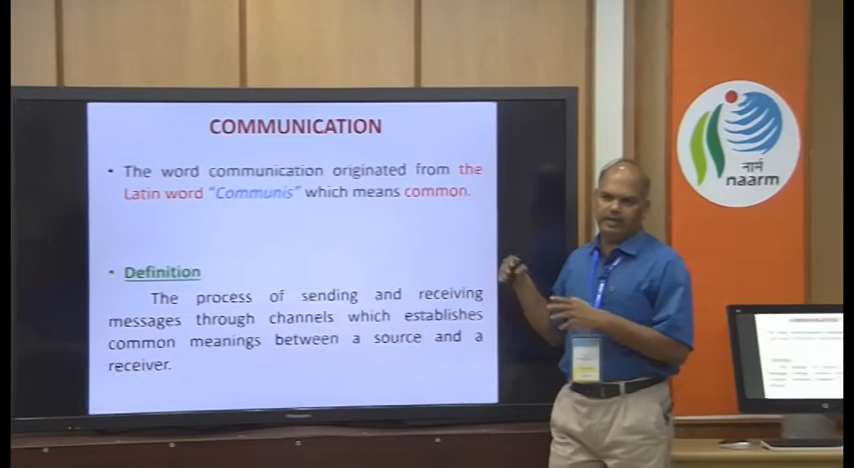 COMMUNICATION
• The word communication originated from the
Latin word "Communis" which means common.
• Definition
The process of sending and receiving
messages through channels which establishes
common meanings between a source and a
receiver.
नार्म
naarm
COMMUNICATION